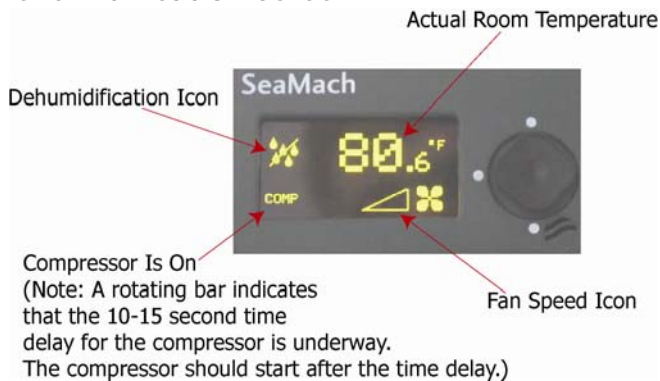 Actual Room Temperature
SeaMach
Dehumidification Icon
80.6°F
COMP
Compressor Is On
(Note: A rotating bar indicates
that the 10-15 second time
delay for the compressor is underway.
The compressor should start after the time delay.)
Fan Speed Icon